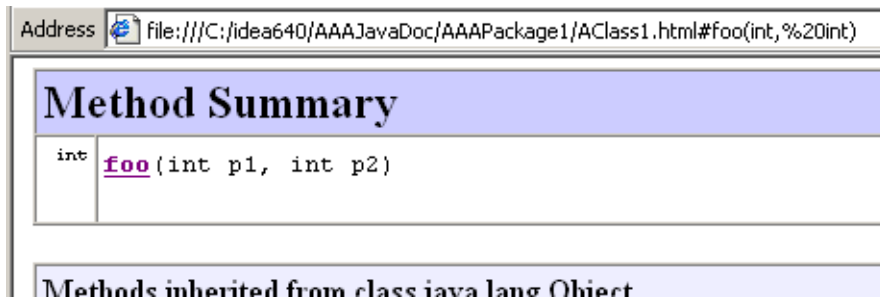 Address file:///C:/idea640/AAAJavaDoc/AAAPackage1/AClass1.html#foo(int,%20int)
Method Summary
int foo(int p1, int p2)
Methods inherited from class java.lang.Object